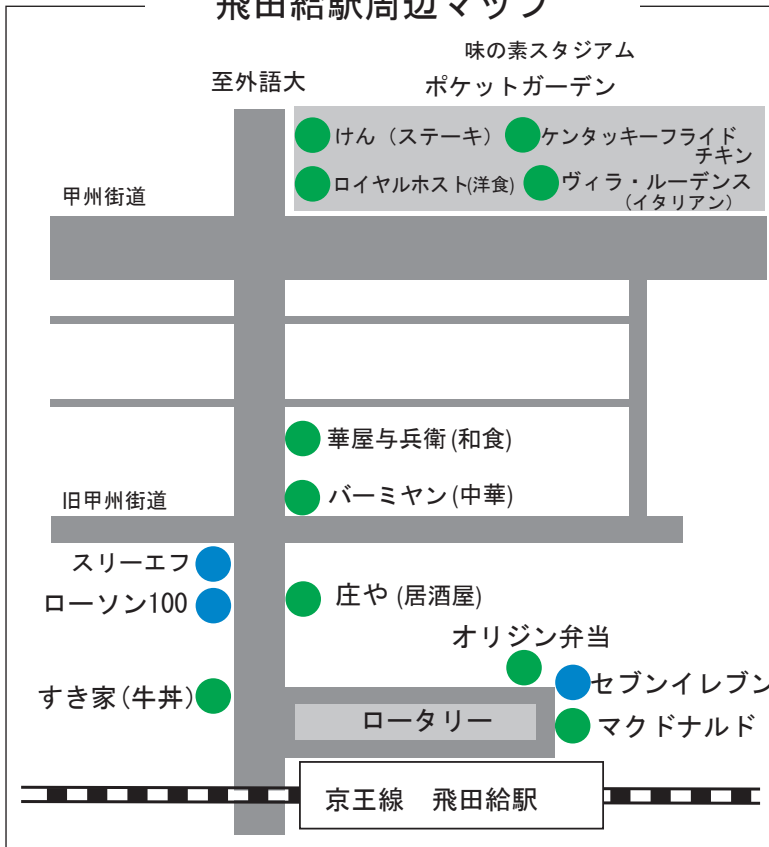 飛田給駅周辺マップ
味の素スタジアム
至外語大
ポケットガーデン
けん（ステーキ）
ケンタッキーフライド
チキン
ロイヤルホスト(洋食)
ヴィラ・ルーデンス
（イタリアン）
甲州街道
華屋与兵衛(和食)
バーミヤン(中華)
旧甲州街道
スリーエフ
ローソン100
庄や(居酒屋)
オリジン弁当
セブンイレブン
すき家(牛丼)
ロータリー
マクドナルド
京王線　飛田給駅